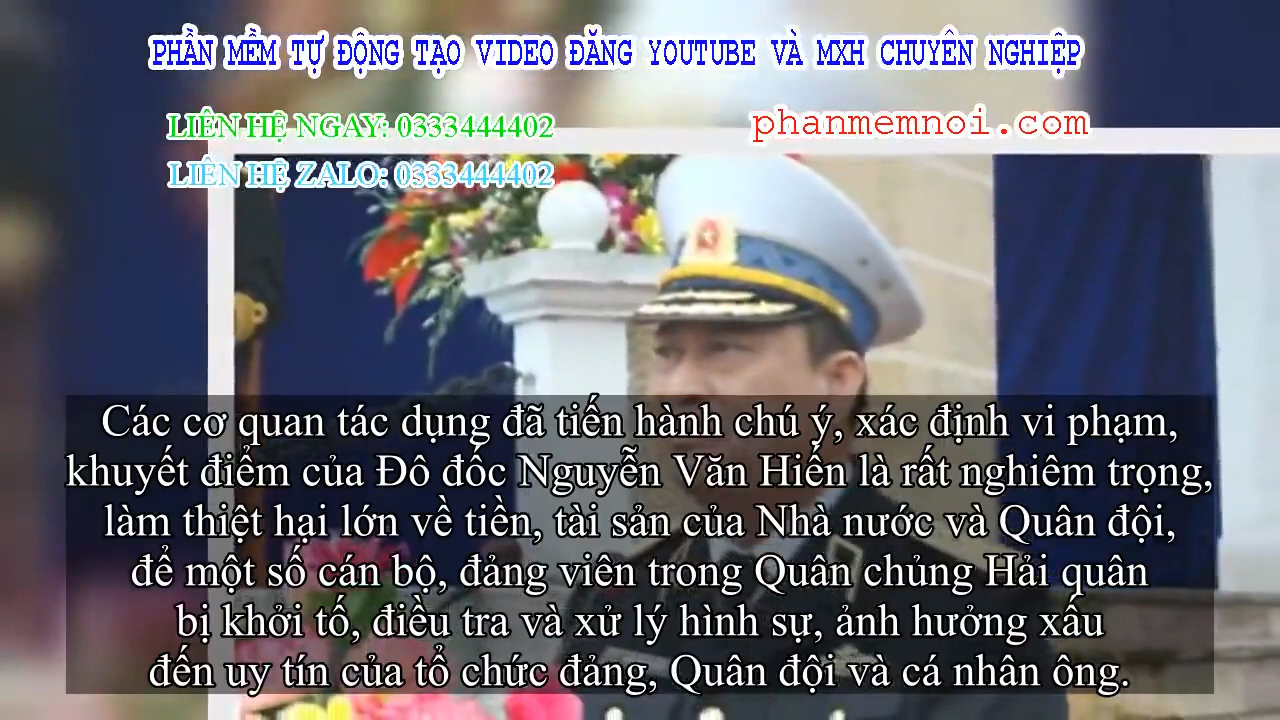 PHẦN MỀM TỰ ĐỘNG TẠO VIDEO ĐĂNG YOUTUBE VÀ MXH CHUYÊN NGHIỆP
LIÊN HỆ NGAY: 0333444402
phanmemnoi.com
LIÊN HỆ ZALO: 0333444402
Các cơ quan tác dụng đã tiến hành chú ý, xác định vi phạm,
khuyết điểm của Đô đốc Nguyễn Văn Hiến là rất nghiêm trọng,
làm thiệt hại lớn về tiền, tài sản của Nhà nước và Quân đội,
để một số cán bộ, đảng viên trong Quân chủng Hải quân
bị khởi tố, điều tra và xử lý hình sự, ảnh hưởng xấu
đến uy tín của tổ chức đảng, Quân đội và cá nhân ông.